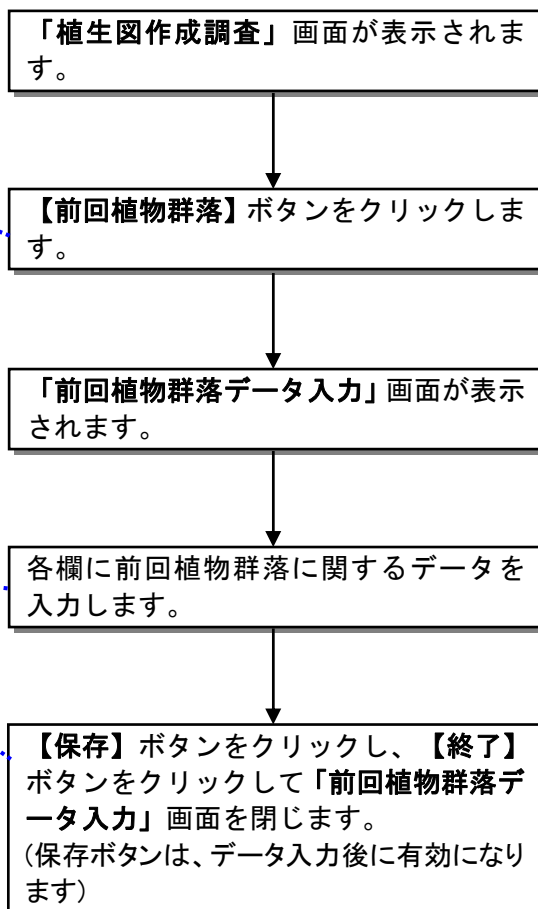 「植生図作成調査」画面が表示されま
す。
【前回植物群落】ボタンをクリックしま
す。
「前回植物群落データ入力」画面が表示
されます。
各欄に前回植物群落に関するデータを
入力します。
【保存】ボタンをクリックし、【終了】
ボタンをクリックして「前回植物群落デ
ータ入力」画面を閉じます。
(保存ボタンは、データ入力後に有効になり
ます)